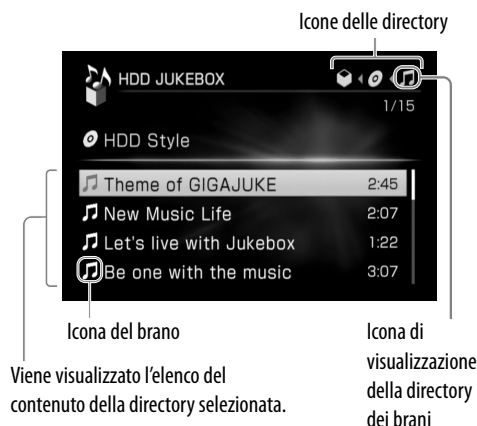 Icone delle directory
HDD JUKEBOX
1/15
HDD Style
Theme of GIGAJUKE 2:45
New Music Life 2:07
Let's live with Jukebox 1:22
Be one with the music 3:07
Icona del brano
Viene visualizzato l'elenco del
contenuto della directory selezionata.
Icona di
visualizzazione
della directory
dei brani